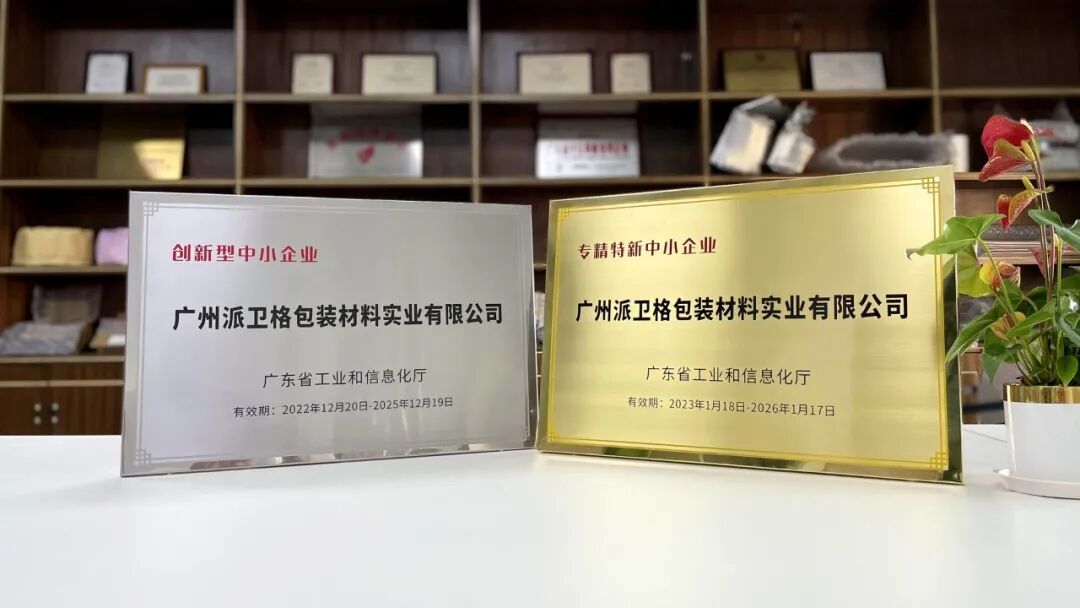 创新型中小企业
广州派卫格包装材料实业有限公司
广东省工业和信息化厅
有效期：2022年12月20日-2025年12月19日
专精特新中小企业
广州派卫格包装材料实业有限公司
广东省工业和信息化厅
有效期：2023年1月18日-2026年1月17日